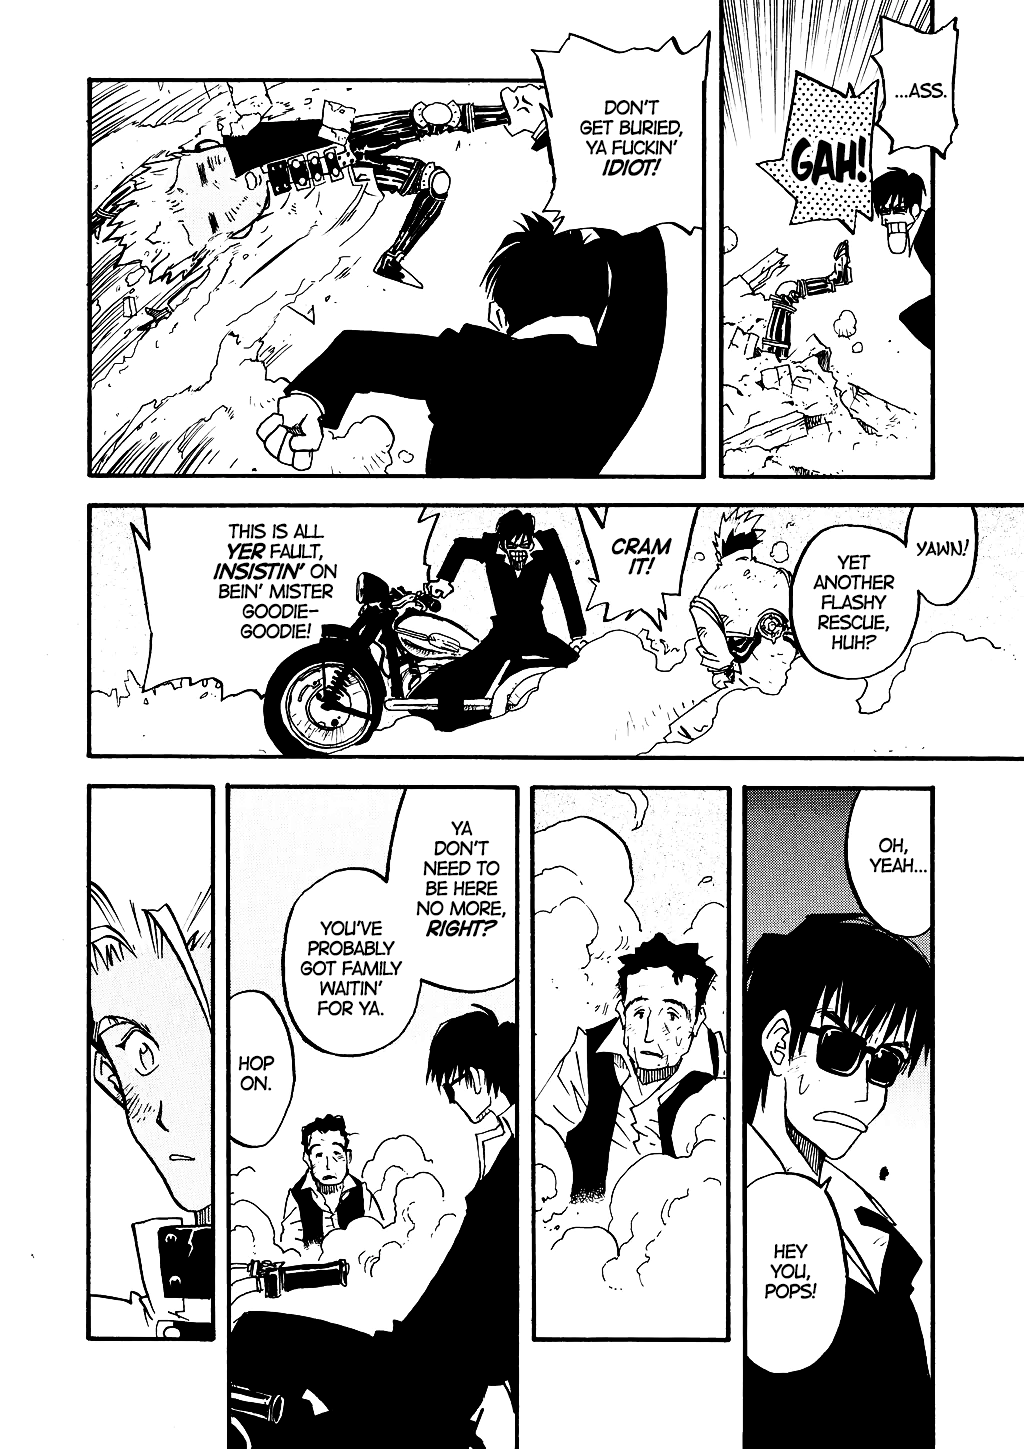 ...ASS.
GAH!
DON'T
GET BURIED,
YA FUCKIN'
IDIOT!
YAWN!
YET
ANOTHER
FLASHY
RESCUE,
HUH?
CRAM
IT!
THIS IS ALL
YER FAULT,
INSISTIN' ON
BEIN' MISTER
GOODIE-
GOODIE!
OH,
YEAH...
HEY
YOU,
POPS!
YA
DON'T
NEED TO
BE HERE
NO MORE,
RIGHT?
YOU'VE
PROBABLY
GOT FAMILY
WAITIN'
FOR YA.
HOP
ON.